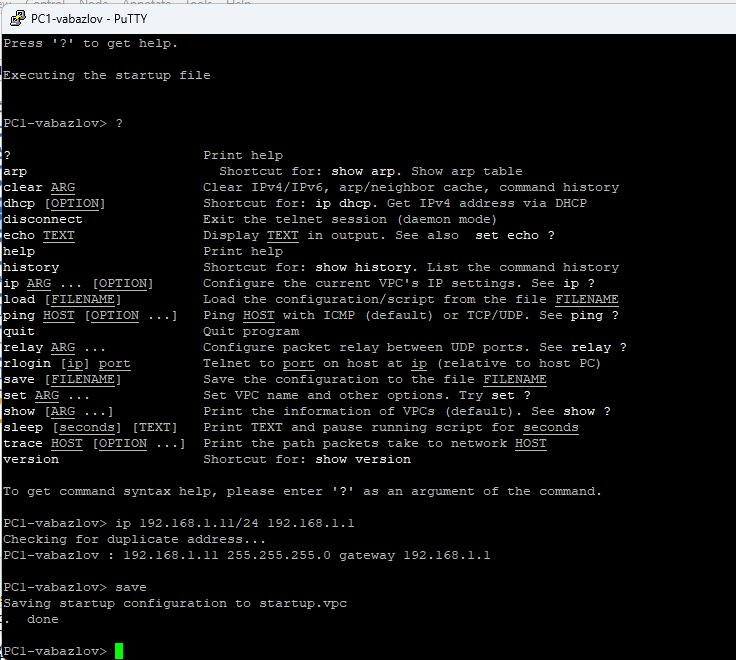 PC1-vabazlov - PuTTY
Press '?' to get help.
Executing the startup file
PC1-vabazlov> ?
? Print help
arp Shortcut for: show arp. Show arp table
clear ARG Clear IPv4/IPv6, arp/neighbor cache, command history
dhcp [OPTION] Shortcut for: ip dhcp. Get IPv4 address via DHCP
disconnect Exit the telnet session (daemon mode)
echo TEXT Display TEXT in output. See also  set echo ?
help Print help
history Shortcut for: show history. List the command history
ip ARG ... [OPTION] Configure the current VPC's IP settings. See ip ?
load [FILENAME] Load the configuration/script from the file FILENAME
ping HOST [OPTION ...] Ping HOST with ICMP (default) or TCP/UDP. See ping ?
quit Quit program
relay ARG ... Configure packet relay between UDP ports. See relay ?
rlogin [ip] port Telnet to port on host at ip (relative to host PC)
save [FILENAME] Save the configuration to the file FILENAME
set ARG ... Set VPC name and other options. Try set ?
show [ARG ...] Print the information of VPCs (default). See show ?
sleep [seconds] [TEXT] Print TEXT and pause running script for seconds
trace HOST [OPTION ...] Print the path packets take to network HOST
version Shortcut for: show version
To get command syntax help, please enter '?' as an argument of the command.
PC1-vabazlov> ip 192.168.1.11/24 192.168.1.1
Checking for duplicate address...
PC1-vabazlov : 192.168.1.11 255.255.255.0 gateway 192.168.1.1
PC1-vabazlov> save
Saving startup configuration to startup.vpc
.  done
PC1-vabazlov>